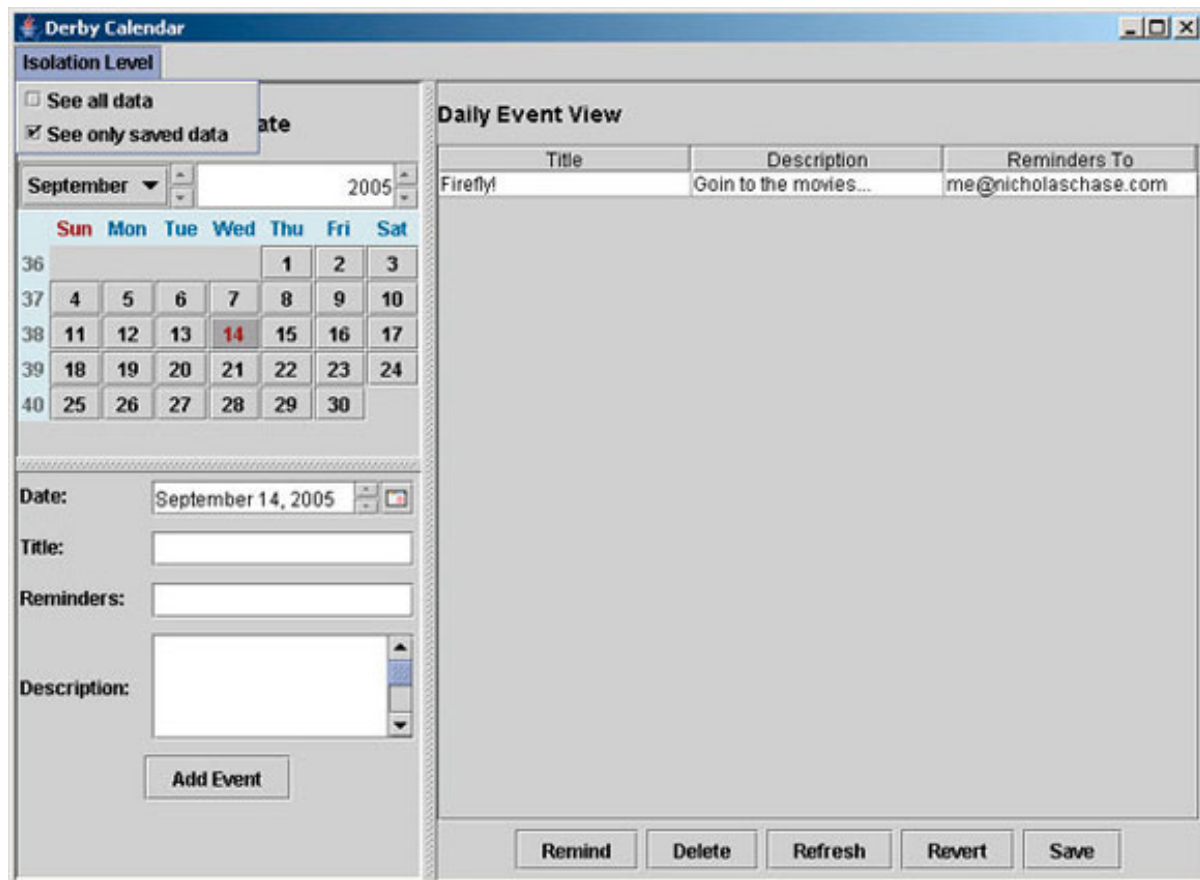 Derby Calendar
Isolation Level
See all data
See only saved data
ate
September 2005
Sun Mon Tue Wed Thu Fri Sat
36 1 2 3
37 4 5 6 7 8 9 10
38 11 12 13 14 15 16 17
39 18 19 20 21 22 23 24
40 25 26 27 28 29 30
Date: September 14, 2005
Title:
Reminders:
Description:
Add Event
Daily Event View
Title Description Reminders To
Firefly! Goin to the movies... me@nicholaschase.com
Remind Delete Refresh Revert Save